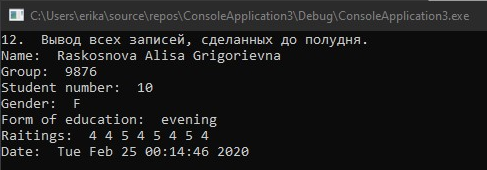 C:\Users\erika\source\repos\ConsoleApplication3\Debug\ConsoleApplication3.exe
12.  Вывод всех записей, сделанных до полудня.
Name:  Raskosnova Alisa Grigorievna
Group:  9876
Student number:  10
Gender:  F
Form of education:  evening
Raitings:  4 4 5 4 5 4 5 4
Date:  Tue Feb 25 00:14:46 2020